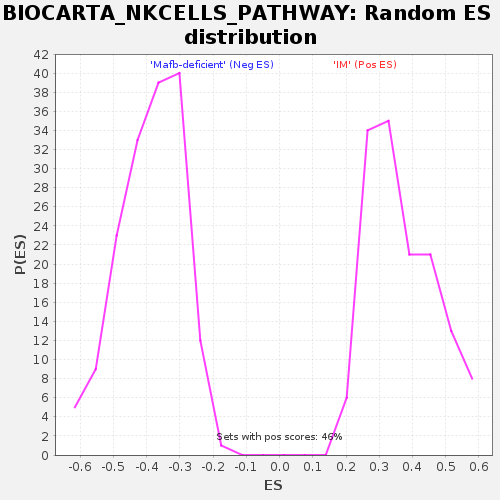 BIOCARTA_NKCELLS_PATHWAY: Random ES
distribution
'Mafb-deficient' (Neg ES)
'IM' (Pos ES)
42
40
38
36
34
32
30
28
26
24
22
20
18
16
14
12
10
8
6
4
2
0
P(ES)
Sets with pos scores: 46%
-0.6 -0.5 -0.4 -0.3 -0.2 -0.1 0.0 0.1 0.2 0.3 0.4 0.5 0.6
ES